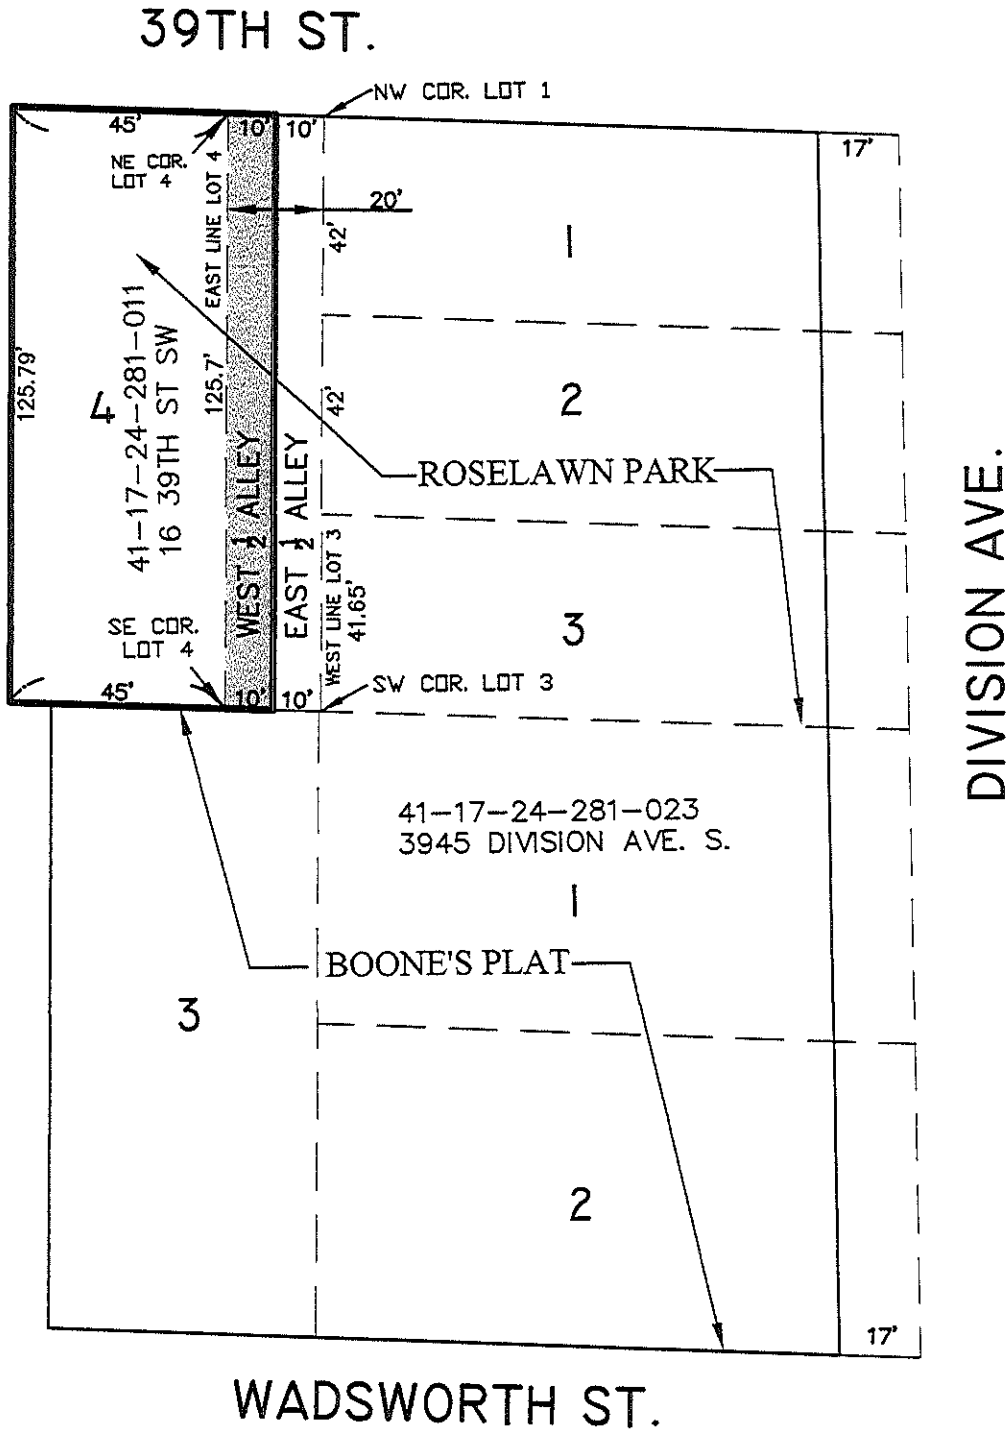 39TH ST.
NW COR. LOT 1
45'
10'
10'
17'
NE COR.
LOT 4
EAST LINE LOT 4
20'
42'
1
125.79'
4
41-17-24-281-011
16 39TH ST SW
125.7'
WEST 1/2 ALLEY
EAST 1/2 ALLEY
42'
2
ROSELAWN PARK
DIVISION AVE.
WEST LINE LOT 3
41.65'
3
SE COR.
LOT 4
45'
10'
10'
SW COR. LOT 3
41-17-24-281-023
3945 DIVISION AVE. S.
1
BOONE'S PLAT
3
2
17'
WADSWORTH ST.